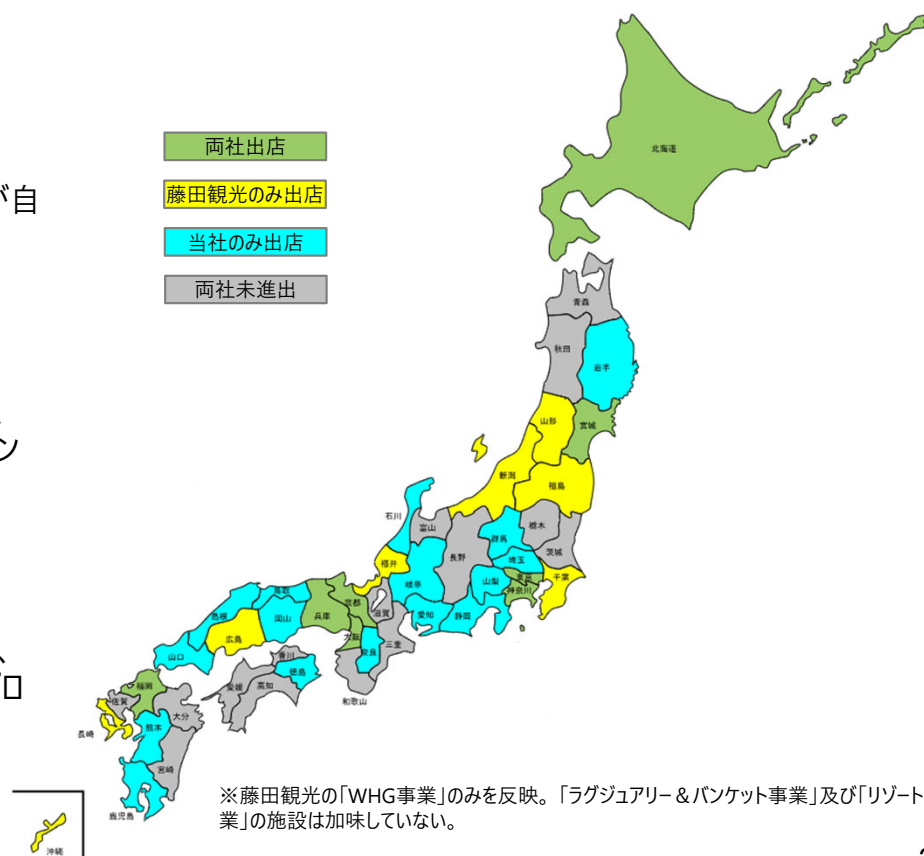 両社出店
が自
藤田観光のみ出店
当社のみ出店
両社未進出
ン
、
プロ
北海道
青森
秋田
岩手
山形
宮城
新潟
福島
石川
富山
栃木
群馬
茨城
長野
埼玉
福井
岐阜
山梨
東京
千葉
神奈川
鳥取
京都
滋賀
愛知
静岡
島根
岡山
兵庫
広島
大阪
奈良
三重
山口
香川
徳島
和歌山
福岡
愛媛
高知
佐賀
大分
長崎
熊本
宮崎
鹿児島
沖縄
※藤田観光の「WHG事業」のみを反映。「ラグジュアリー＆バンケット事業」及び「リゾート
業」の施設は加味していない。